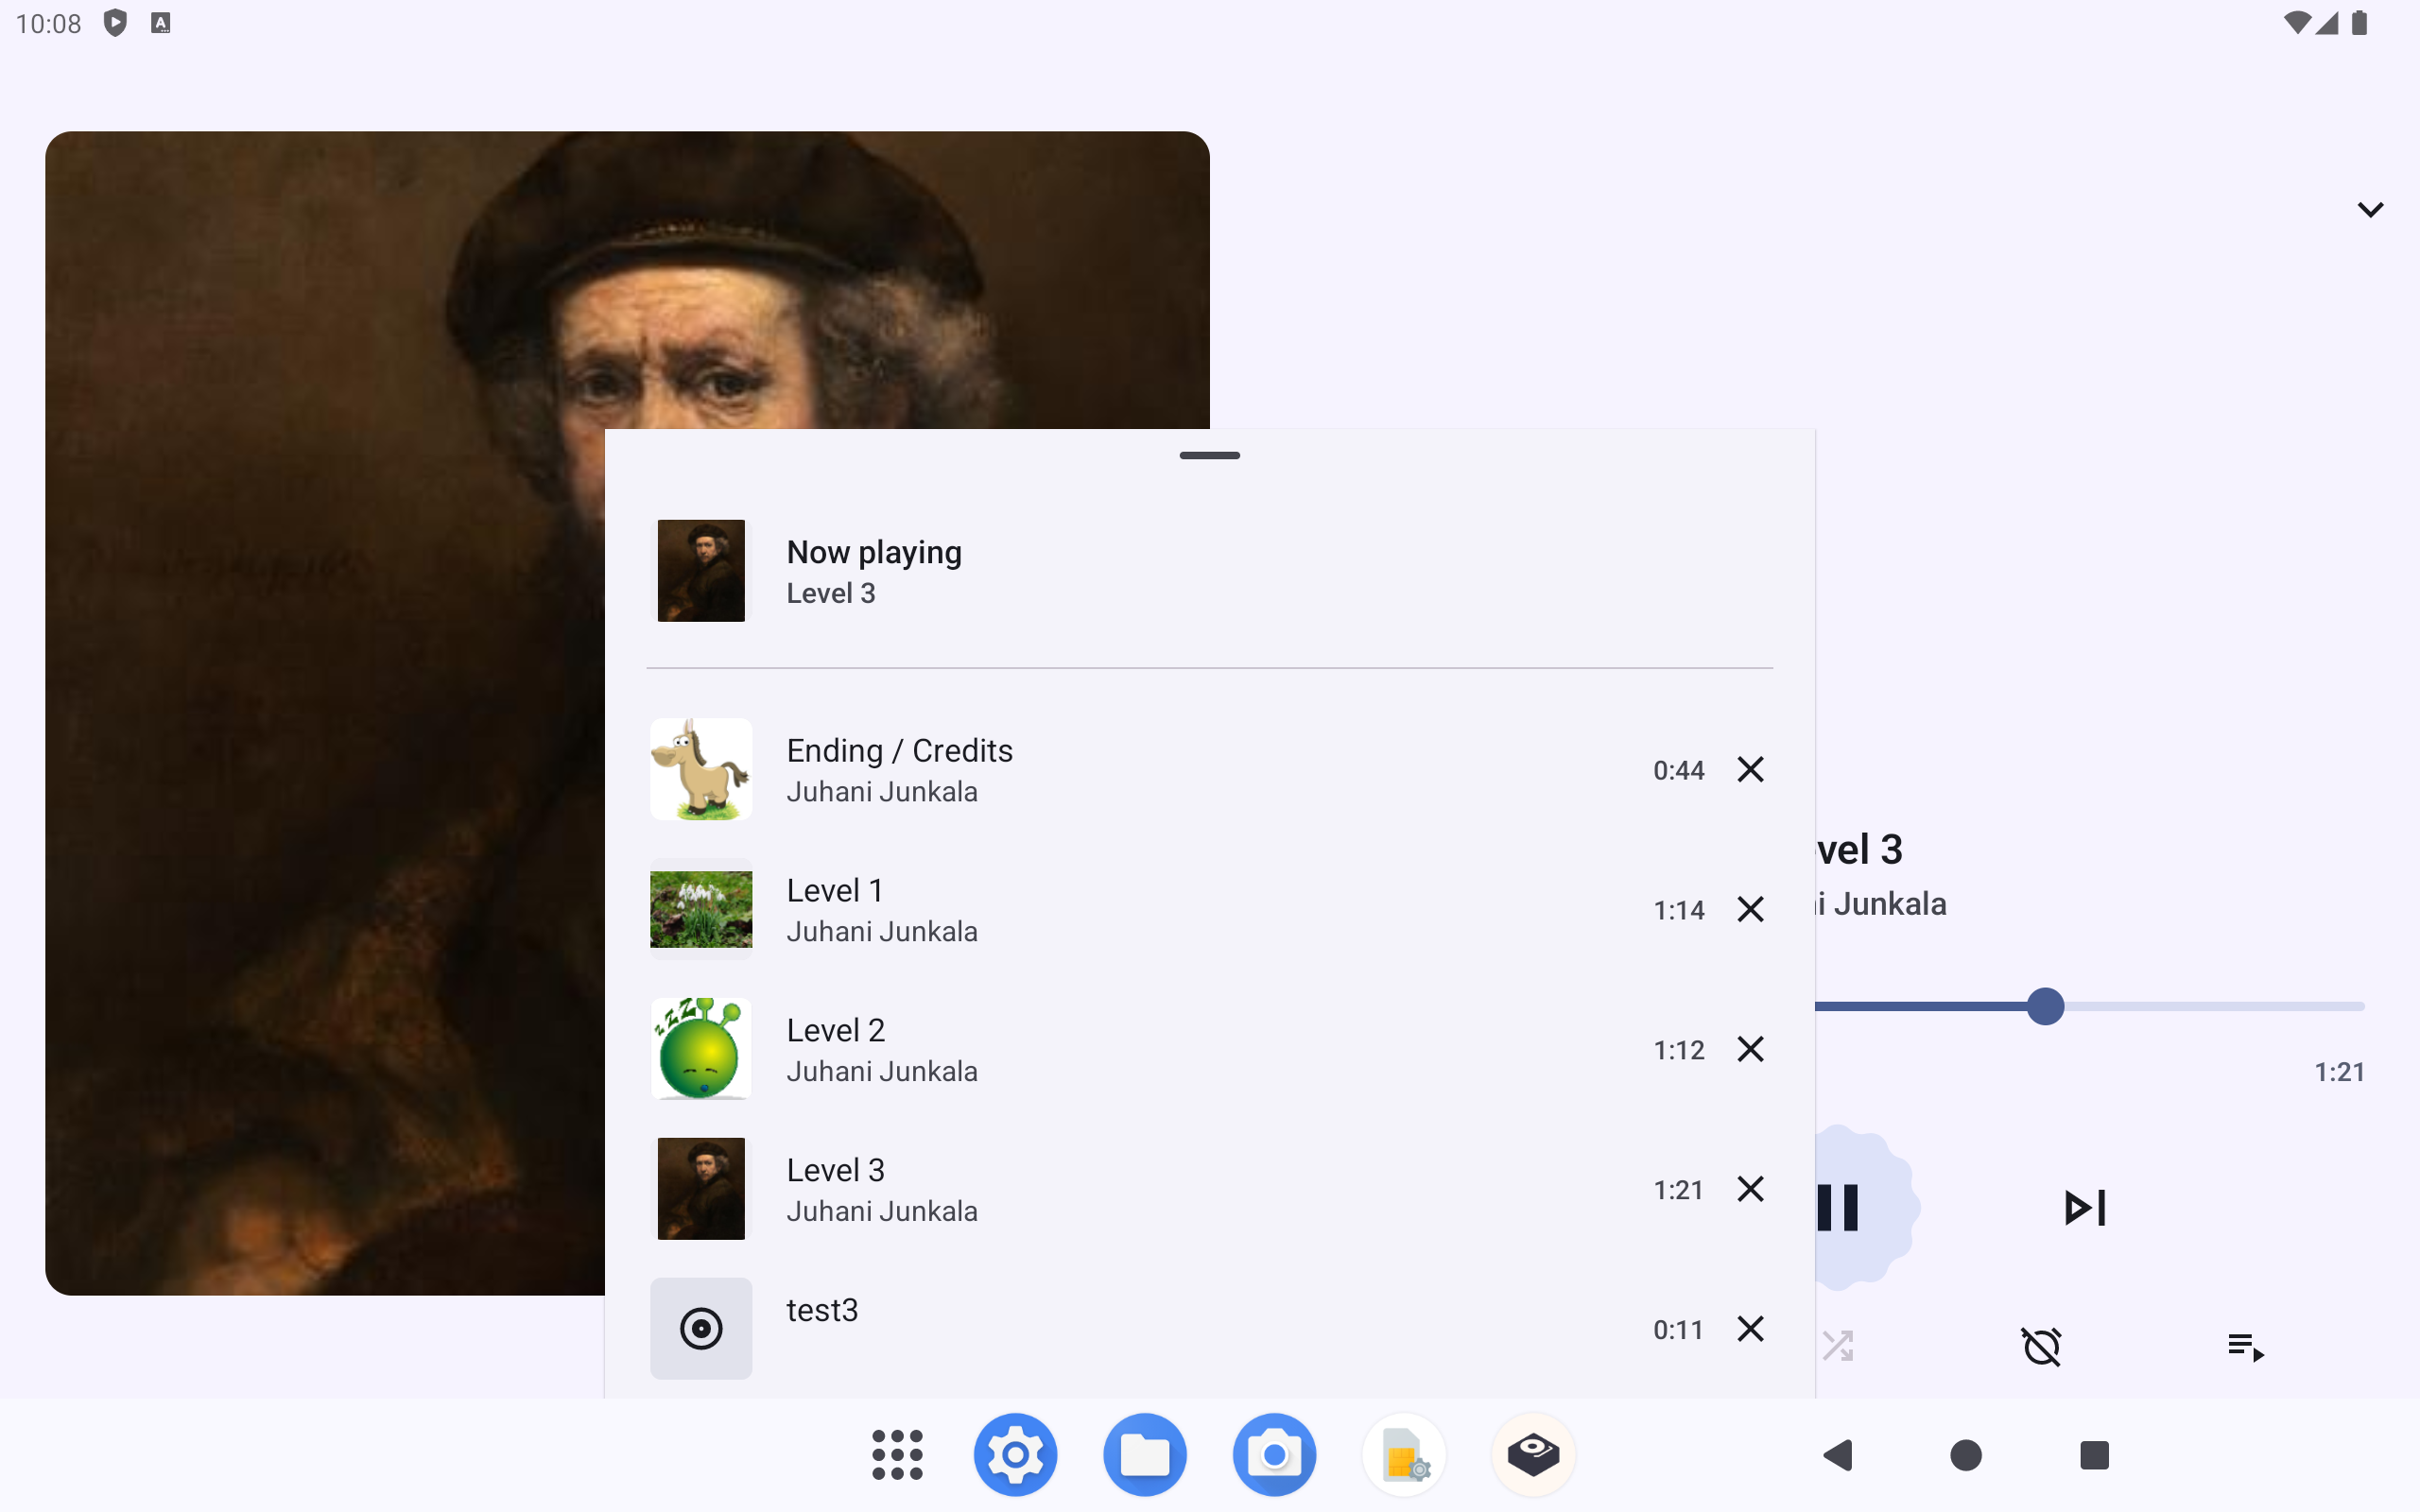 10:08
Now playing
Level 3
Ending / Credits
Juhani Junkala
0:44
Level 1
Juhani Junkala
1:14
Level 2
Juhani Junkala
1:12
Level 3
Juhani Junkala
1:21
test3
0:11
vel 3
i Junkala
1:21